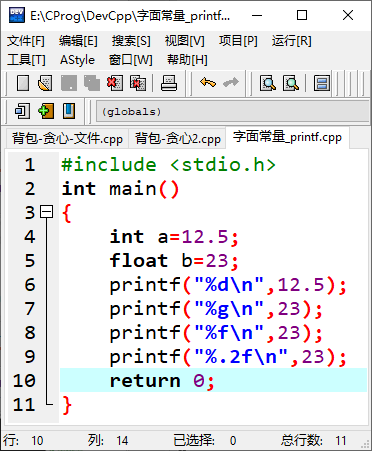 E:\CProg\DevCpp\字面常量_printf...
文件[F] 编辑[E] 搜索[S] 视图[V] 项目[P] 运行[R]
工具[T] AStyle 窗口[W] 帮助[H]
(globals)
背包-贪心-文件.cpp 背包-贪心2.cpp 字面常量_printf.cpp
1 #include <stdio.h>
2 int main()
3 {
4 int a=12.5;
5 float b=23;
6 printf("%d\n",12.5);
7 printf("%g\n",23);
8 printf("%f\n",23);
9 printf("%.2f\n",23);
10 return 0;
11 }
行: 10 列: 14 已选择: 0 总行数: 11